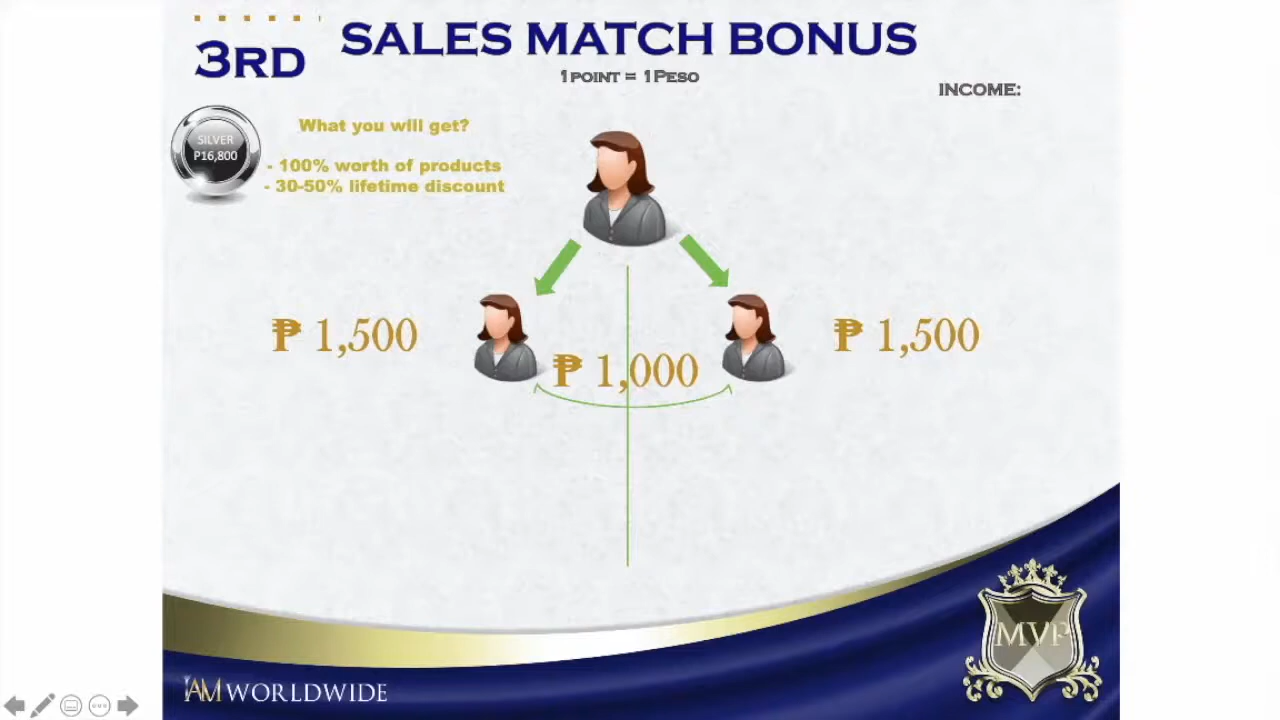 3RD
SALES MATCH BONUS
1 POINT = 1 PESO
INCOME:
SILVER
P16,800
What you will get?
- 100% worth of products
- 30-50% lifetime discount
₱ 1,500
₱ 1,000
₱ 1,500
MVP
IAM WORLDWIDE